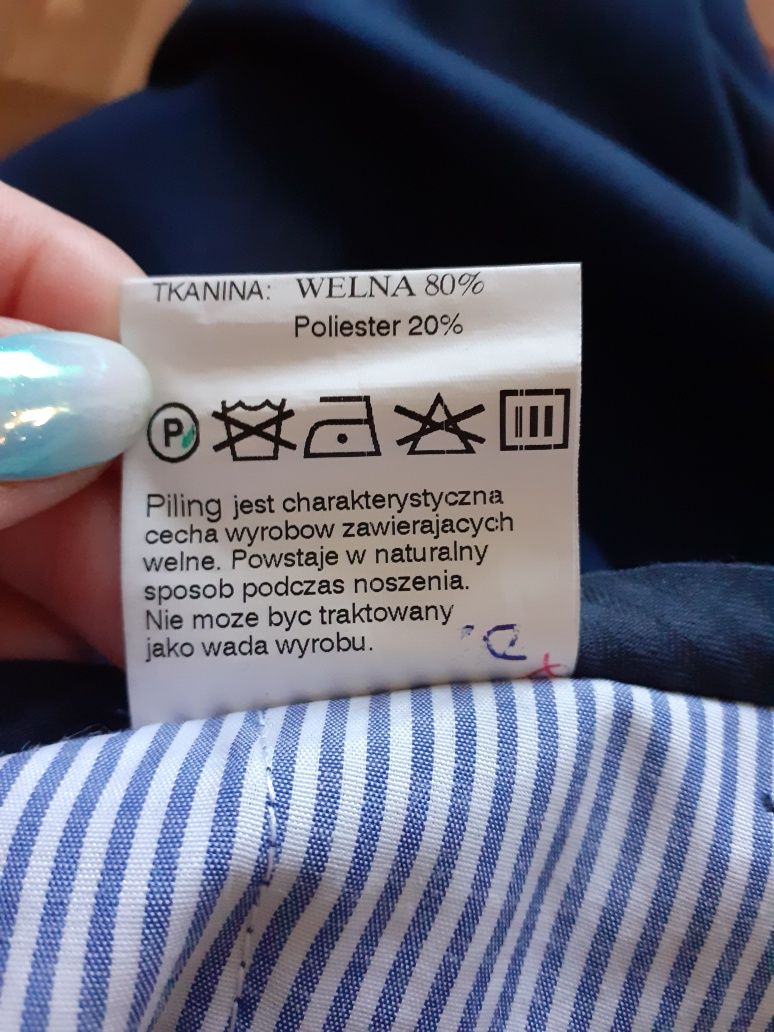 TKANINA: WELNA 80%
Poliester 20%
P
Piling jest charakterystyczna
cecha wyrobow zawierajacych
welne. Powstaje w naturalny
sposob podczas noszenia.
Nie moze byc traktowany
jako wada wyrobu.